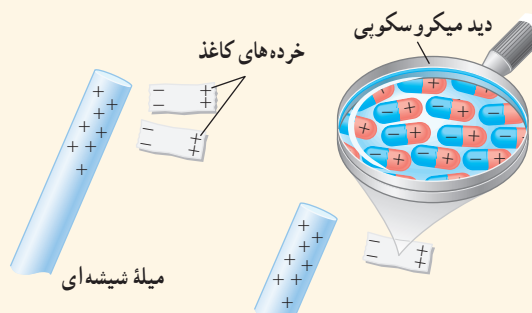 دید میکروسکوپی
خرده‌های کاغذ
میلهٔ شیشه‌ای